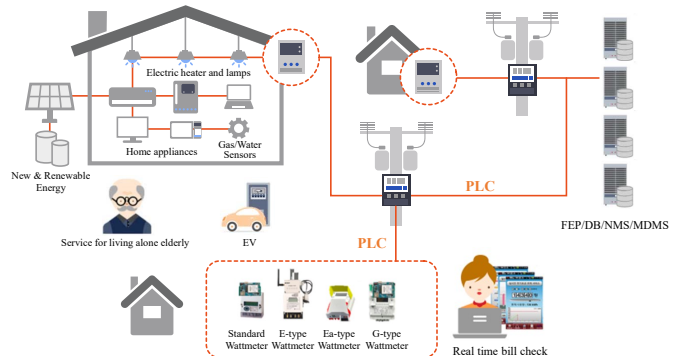 Electric heater and lamps
Home appliances
Gas/Water
Sensors
New & Renewable
Energy
Service for living alone elderly
EV
PLC
PLC
FEP/DB/NMS/MDMS
Standard
Wattmeter
E-type
Wattmeter
Ea-type
Wattmeter
G-type
Wattmeter
Real time bill check